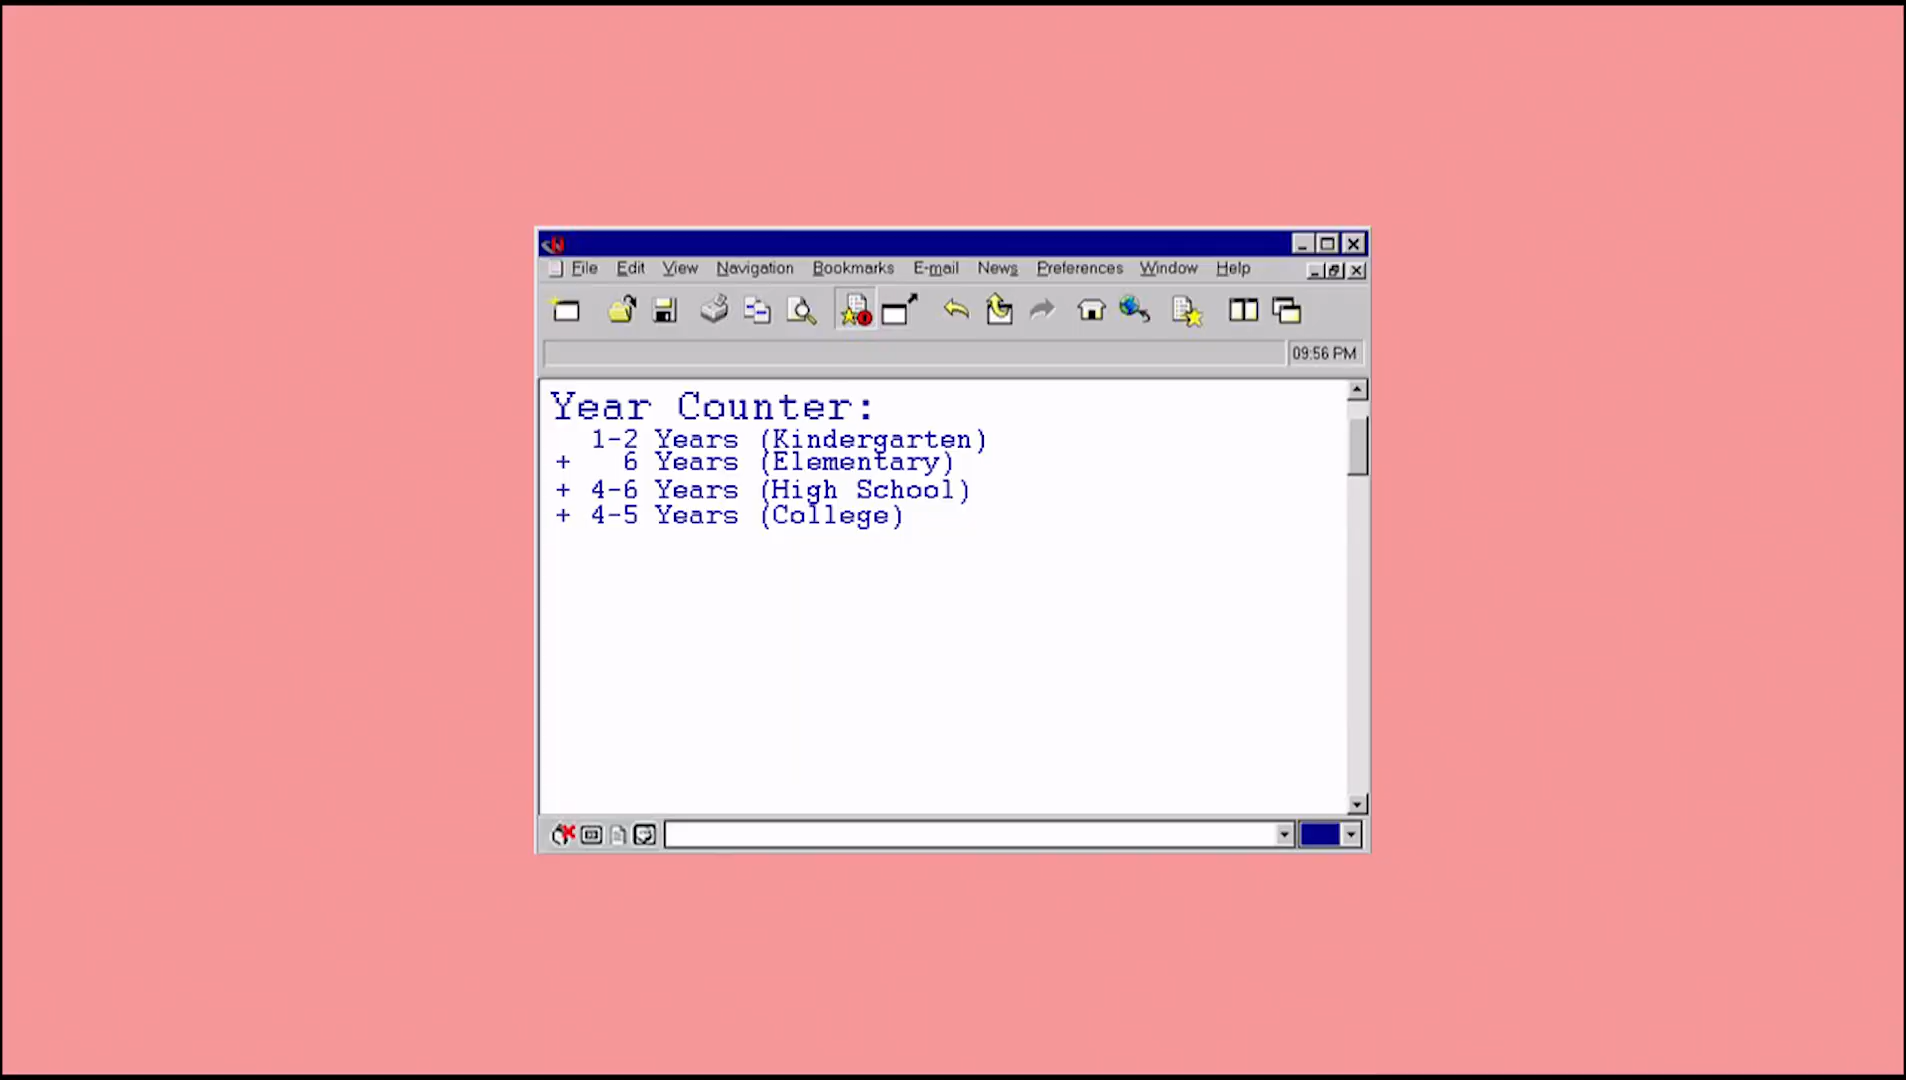 File Edit View Navigation Bookmarks E-mail News Preferences Window Help
09:56 PM
Year Counter:
1-2 Years (Kindergarten)
+ 6 Years (Elementary)
+ 4-6 Years (High School)
+ 4-5 Years (College)